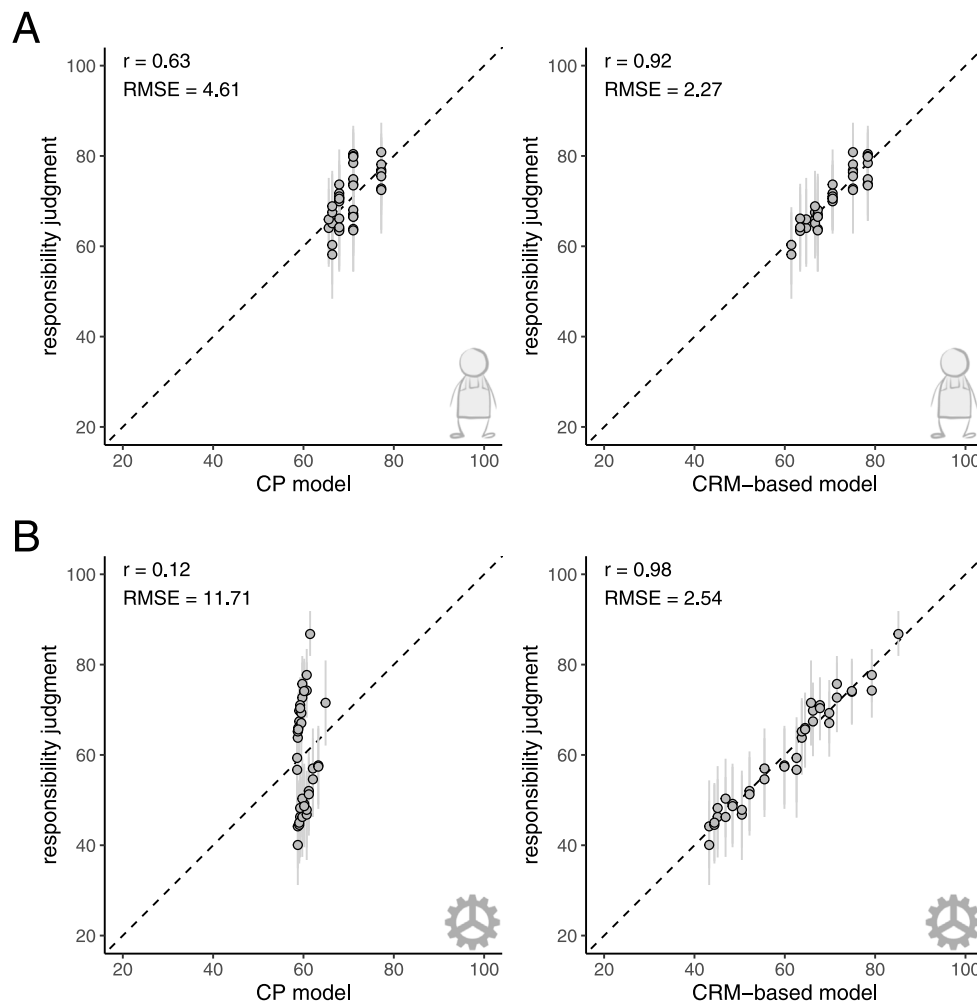 A
r = 0.63
RMSE = 4.61
responsibility judgment
100
80
60
40
20
20 40 60 80 100
CP model
r = 0.92
RMSE = 2.27
responsibility judgment
100
80
60
40
20
20 40 60 80 100
CRM−based model
B
r = 0.12
RMSE = 11.71
responsibility judgment
100
80
60
40
20
20 40 60 80 100
CP model
r = 0.98
RMSE = 2.54
responsibility judgment
100
80
60
40
20
20 40 60 80 100
CRM−based model